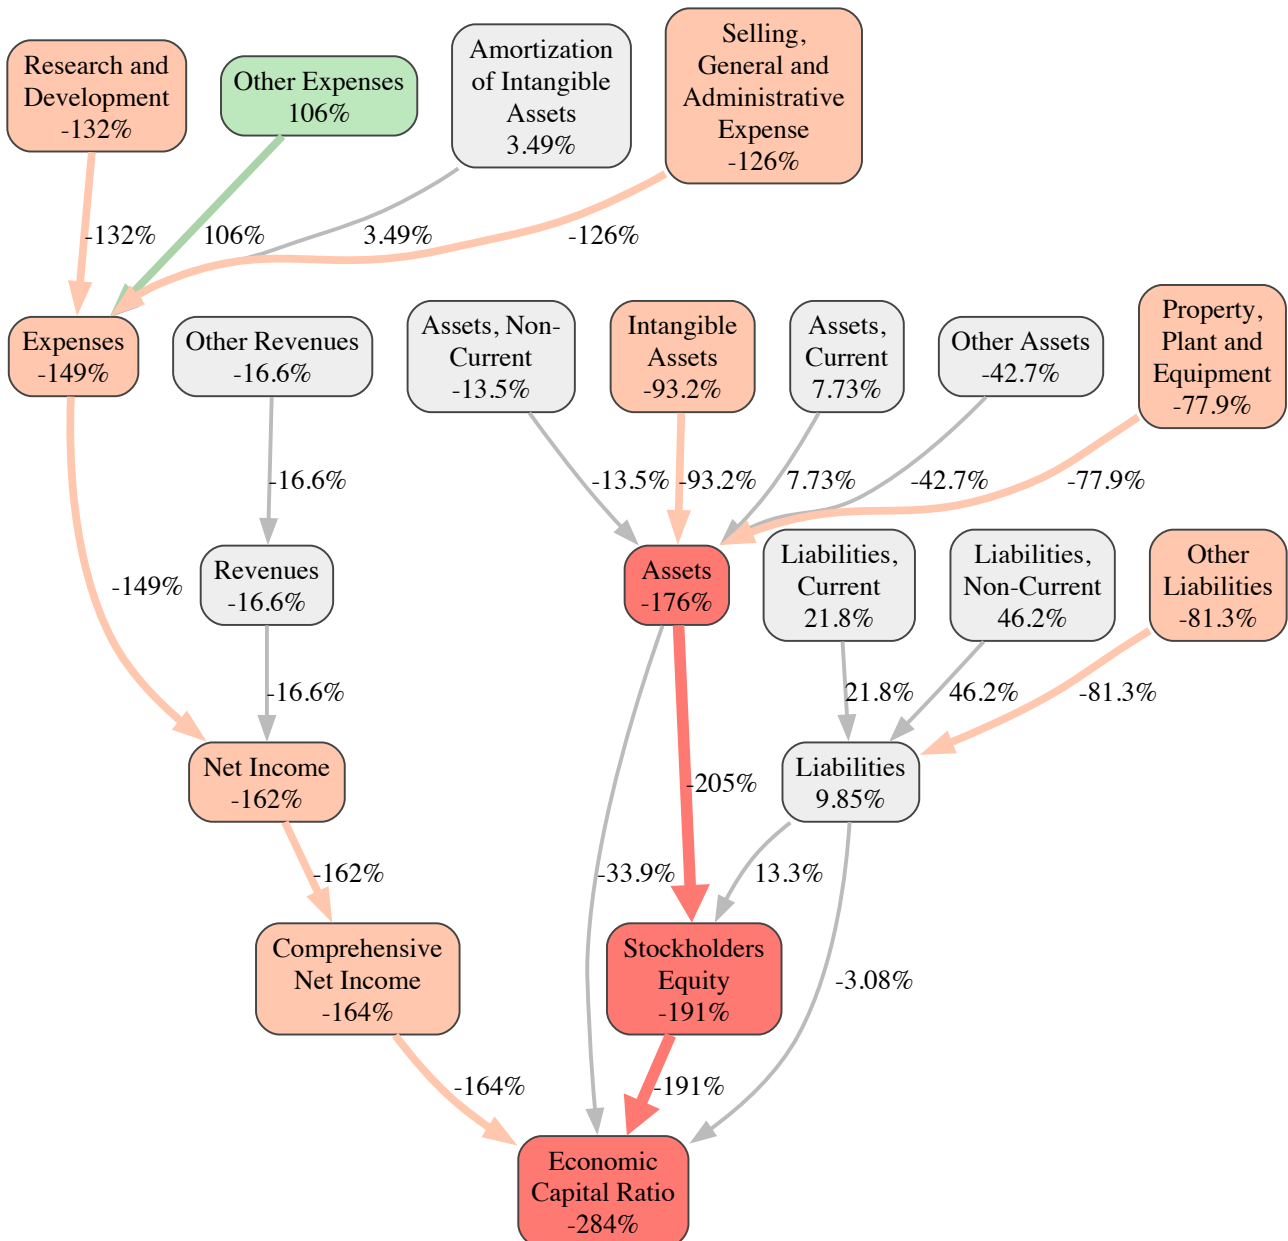 Research and
Development
-132%
Other Expenses
106%
Amortization
of Intangible
Assets
3.49%
Selling,
General and
Administrative
Expense
-126%
-132%
106%
3.49%
-126%
Expenses
-149%
Other Revenues
-16.6%
Assets, Non-
Current
-13.5%
Intangible
Assets
-93.2%
Assets,
Current
7.73%
Other Assets
-42.7%
Property,
Plant and
Equipment
-77.9%
-16.6%
-13.5%
-93.2%
7.73%
-42.7%
-77.9%
-149%
Revenues
-16.6%
Assets
-176%
Liabilities,
Current
21.8%
Liabilities,
Non-Current
46.2%
Other
Liabilities
-81.3%
-16.6%
21.8%
46.2%
-81.3%
Net Income
-162%
-205%
Liabilities
9.85%
-162%
-33.9%
13.3%
Comprehensive
Net Income
-164%
Stockholders
Equity
-191%
-3.08%
-164%
-191%
Economic
Capital Ratio
-284%